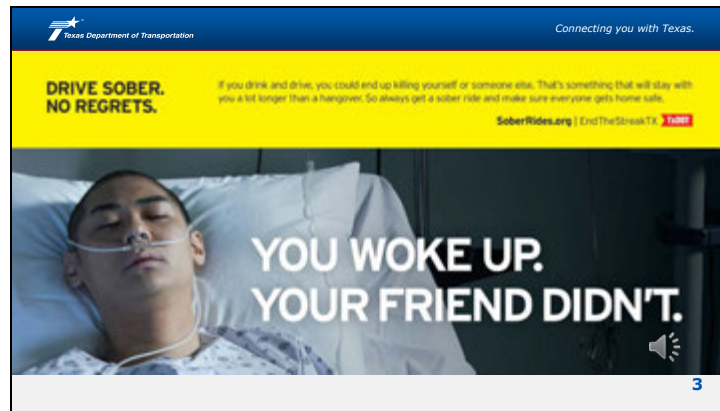 Texas Department of Transportation
Connecting you with Texas.
DRIVE SOBER.
NO REGRETS.
If you drink and drive, you could end up killing yourself or someone else. That's something that will stay with
you a lot longer than a hangover. So always get a sober ride and make sure everyone gets home safe.
SoberRides.org | EndTheStreakTX TxDOT
YOU WOKE UP.
YOUR FRIEND DIDN'T.
3